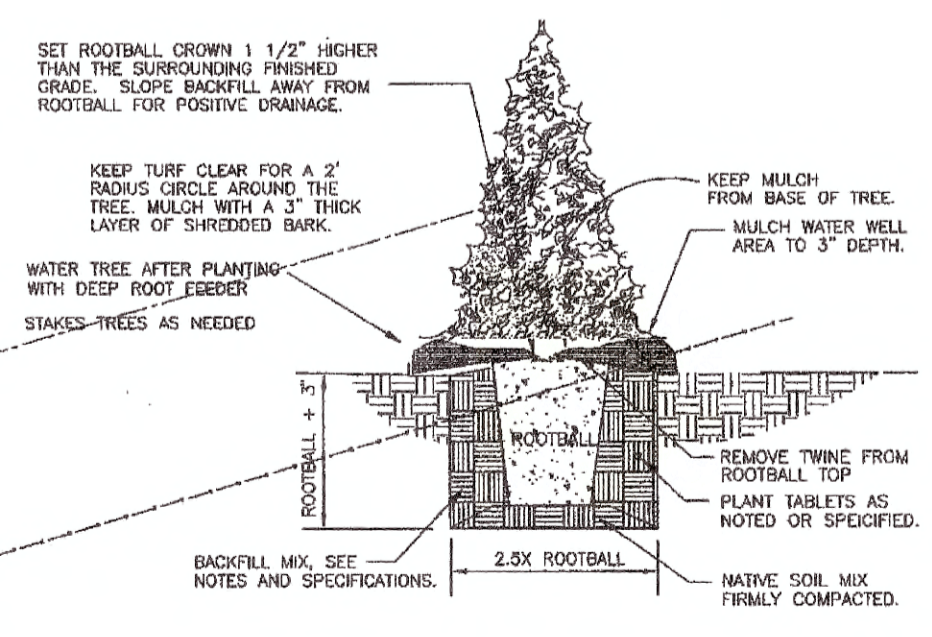 SET ROOTBALL CROWN 1 1/2" HIGHER
THAN THE SURROUNDING FINISHED
GRADE. SLOPE BACKFILL AWAY FROM
ROOTBALL FOR POSITIVE DRAINAGE.
KEEP TURF CLEAR FOR A 2'
RADIUS CIRCLE AROUND THE
TREE. MULCH WITH A 3" THICK
LAYER OF SHREDDED BARK.
WATER TREE AFTER PLANTING
WITH DEEP ROOT FEEDER
STAKES TREES AS NEEDED
KEEP MULCH
FROM BASE OF TREE.
MULCH WATER WELL
AREA TO 3" DEPTH.
ROOTBALL + 3"
ROOTBALL
REMOVE TWINE FROM
ROOTBALL TOP
PLANT TABLETS AS
NOTED OR SPEICIFIED.
BACKFILL MIX, SEE
NOTES AND SPECIFICATIONS.
2.5X ROOTBALL
NATIVE SOIL MIX
FIRMLY COMPACTED.